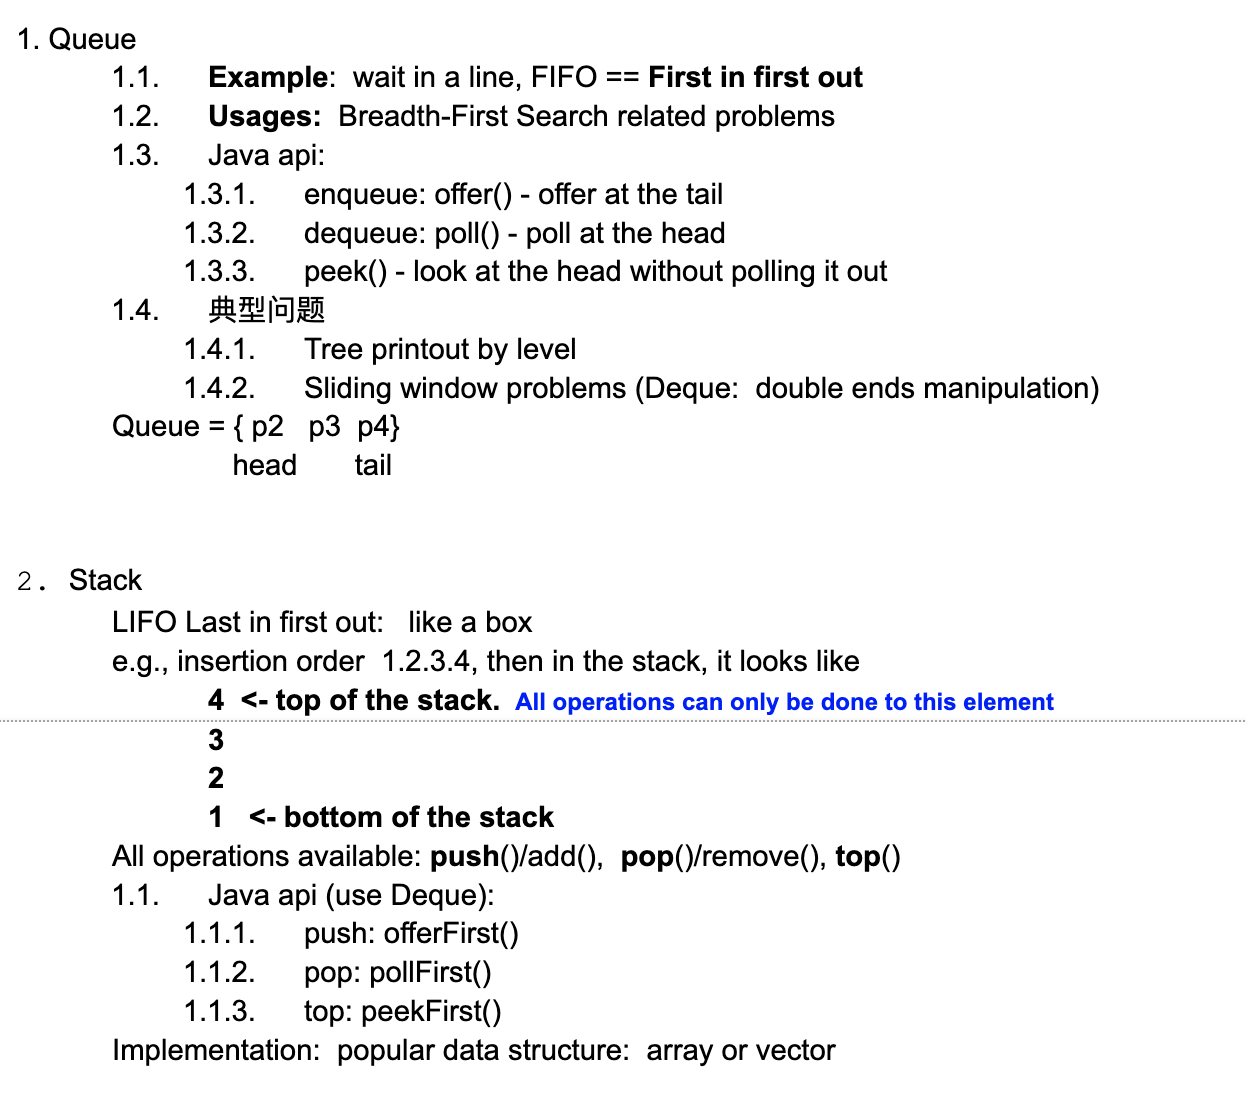 1. Queue
1.1. Example: wait in a line, FIFO == First in first out
1.2. Usages: Breadth-First Search related problems
1.3. Java api:
1.3.1. enqueue: offer() - offer at the tail
1.3.2. dequeue: poll() - poll at the head
1.3.3. peek() - look at the head without polling it out
1.4. 典型问题
1.4.1. Tree printout by level
1.4.2. Sliding window problems (Deque: double ends manipulation)
Queue = { p2 p3 p4}
head tail
2. Stack
LIFO Last in first out: like a box
e.g., insertion order 1.2.3.4, then in the stack, it looks like
4 <- top of the stack. All operations can only be done to this element
3
2
1 <- bottom of the stack
All operations available: push()/add(), pop()/remove(), top()
1.1. Java api (use Deque):
1.1.1. push: offerFirst()
1.1.2. pop: pollFirst()
1.1.3. top: peekFirst()
Implementation: popular data structure: array or vector